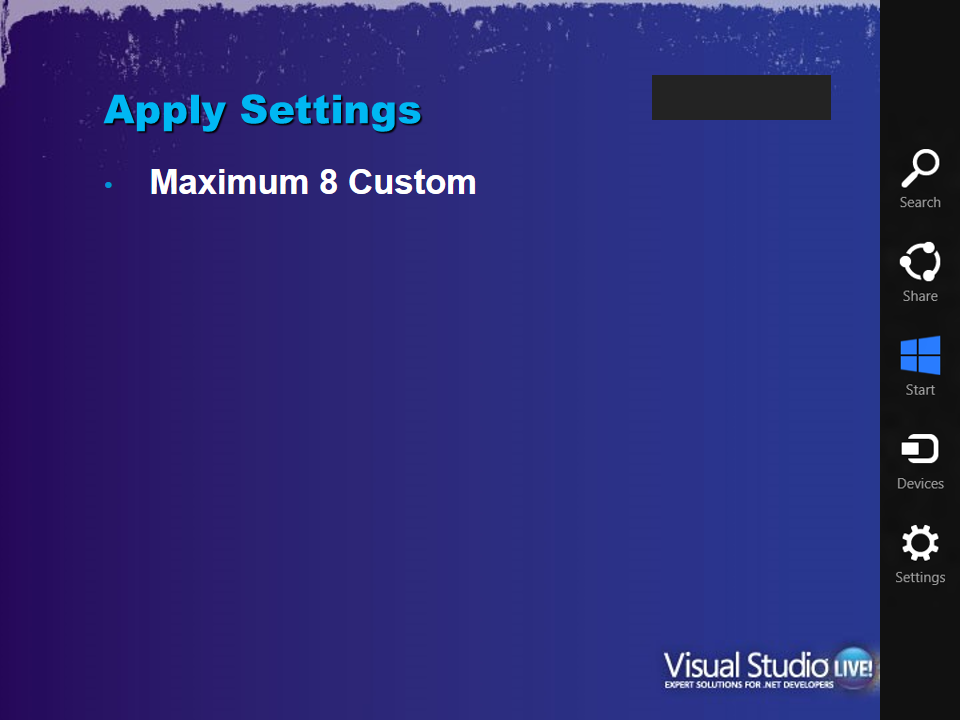 Apply Settings
• Maximum 8 Custom
Search
Share
Start
Devices
Settings
Visual Studio LIVE!
EXPERT SOLUTIONS FOR .NET DEVELOPERS